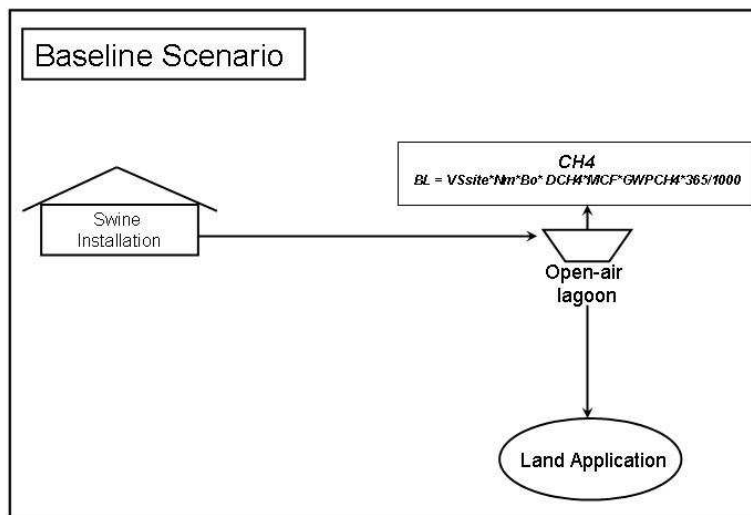 Baseline Scenario
CH4
BL = VSsite*Nm*Bo* DCH4*MCF*GWPCH4*365/1000
Swine
Installation
Open-air
lagoon
Land Application